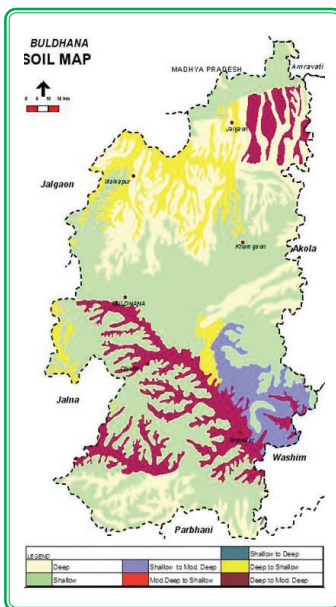 BULDHANA
SOIL MAP
MADHYA PRADESH
Amravati
0 5 10 15 km
Jalgaon
Jalgaon
Malkapur
Khamgaon
Akola
BULDHANA
Chikhli
Jalna
Mehkar
Washim
Parbhani
LEGEND
Shallow to Deep
Deep
Shallow to Mod. Deep
Deep to Shallow
Shallow
Mod.Deep to Shallow
Deep to Mod. Deep